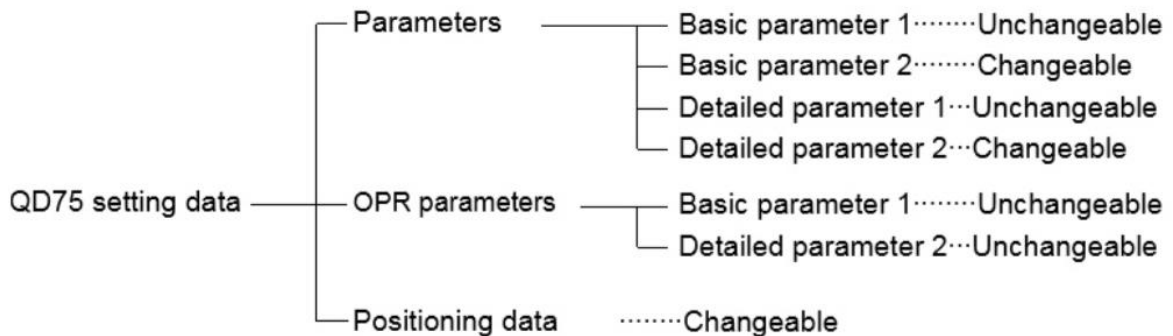 Parameters Basic parameter 1········Unchangeable
Basic parameter 2········Changeable
Detailed parameter 1···Unchangeable
Detailed parameter 2···Changeable
QD75 setting data OPR parameters Basic parameter 1········Unchangeable
Detailed parameter 2···Unchangeable
Positioning data ········Changeable